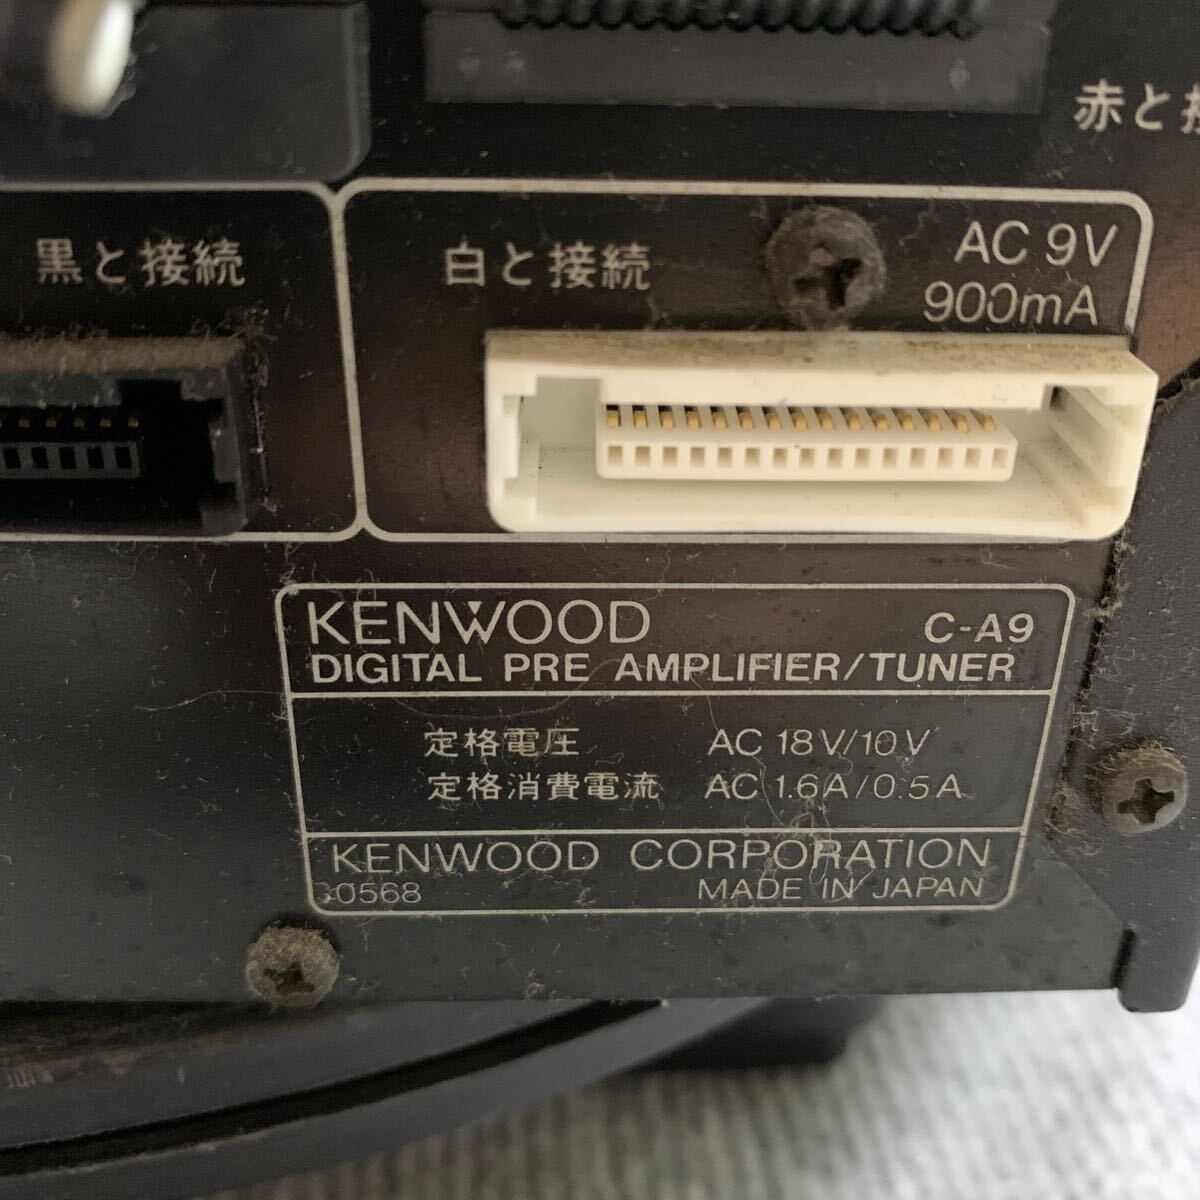 赤と接
黒と接続
白と接続
AC 9V
900mA
KENWOOD C-A9
DIGITAL PRE AMPLIFIER/TUNER
定格電圧 AC 18V/10V
定格消費電流 AC 1.6A/0.5A
KENWOOD CORPORATION
0568 MADE IN JAPAN